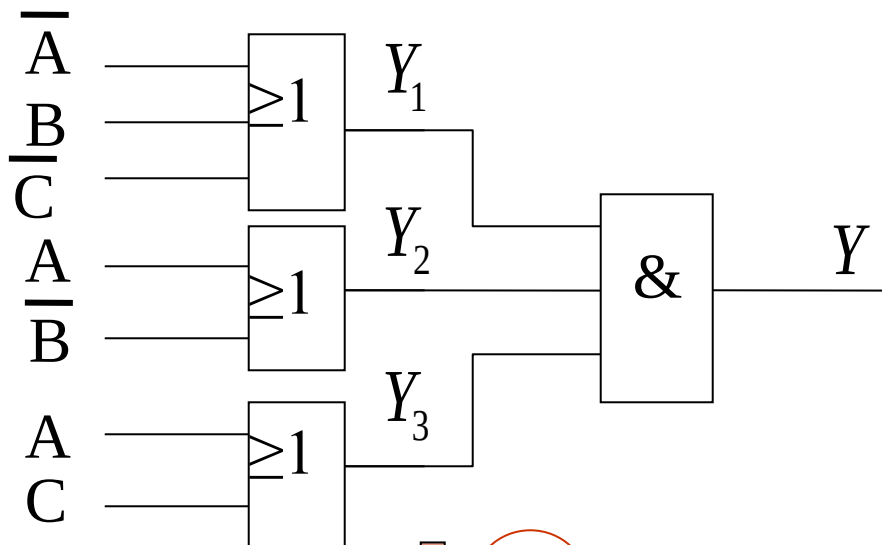 A̅
B
C̅
≥1
Y₁
A
B̅
≥1
Y₂
A
C
≥1
Y₃
&
Y